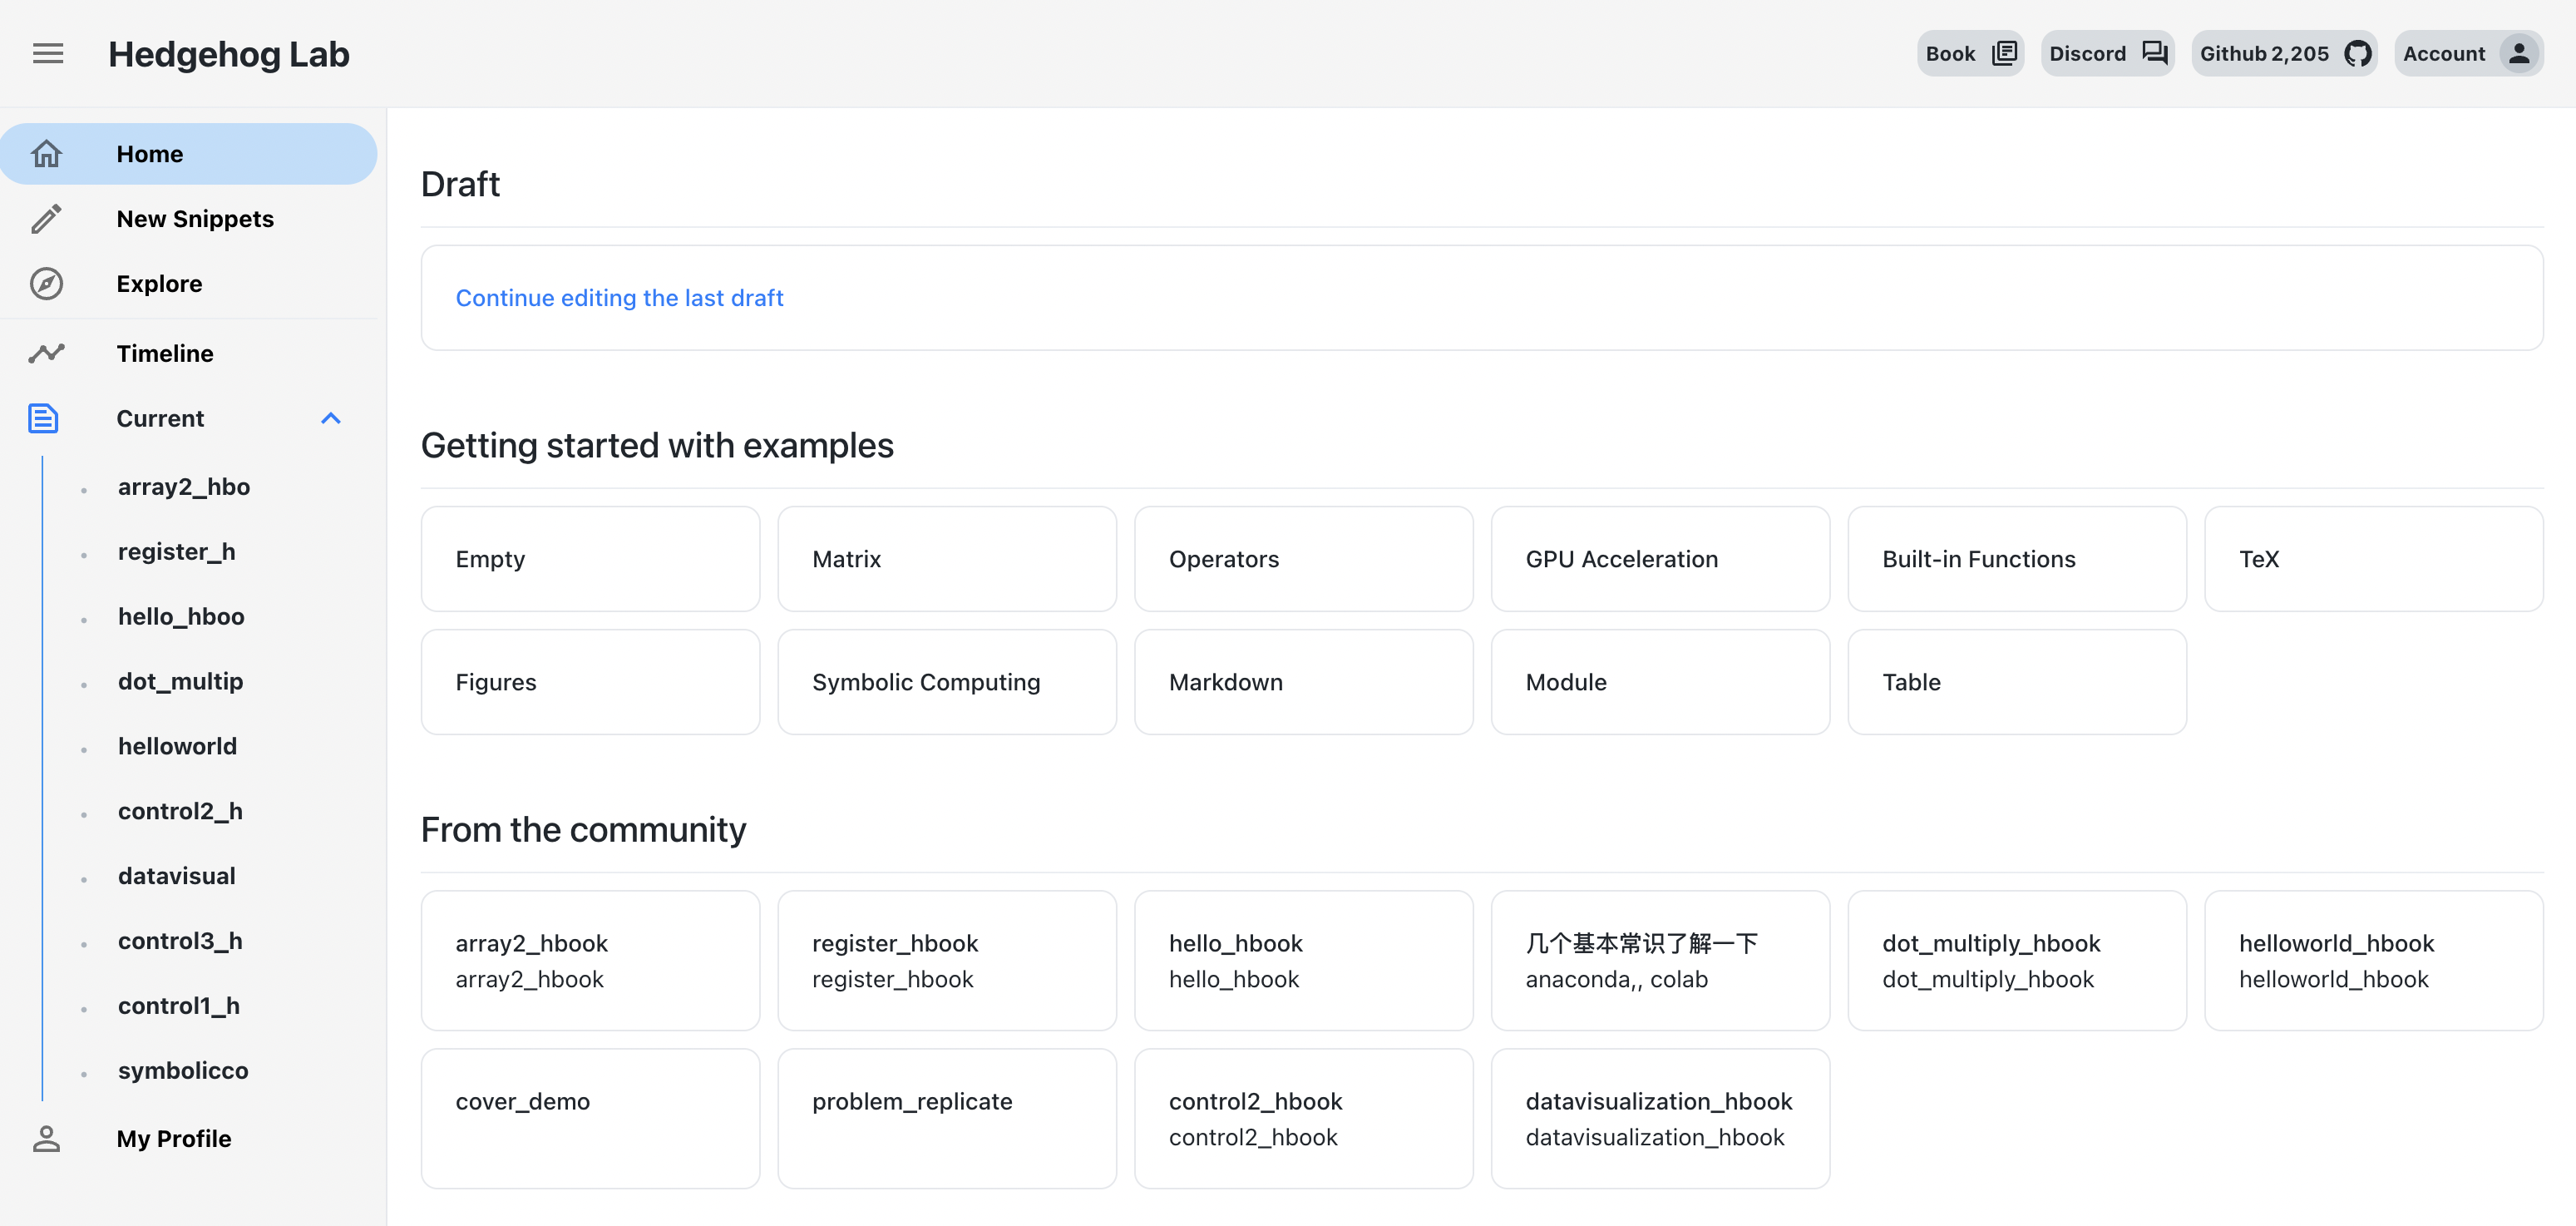 Hedgehog Lab
Book
Discord
Github 2,205
Account
Home
New Snippets
Explore
Timeline
Current
array2_hbo
register_h
hello_hboo
dot_multip
helloworld
control2_h
datavisual
control3_h
control1_h
symbolicco
My Profile
Draft
Continue editing the last draft
Getting started with examples
Empty
Matrix
Operators
GPU Acceleration
Built-in Functions
TeX
Figures
Symbolic Computing
Markdown
Module
Table
From the community
array2_hbook
array2_hbook
register_hbook
register_hbook
hello_hbook
hello_hbook
几个基本常识了解一下
anaconda,, colab
dot_multiply_hbook
dot_multiply_hbook
helloworld_hbook
helloworld_hbook
cover_demo
problem_replicate
control2_hbook
control2_hbook
datavisualization_hbook
datavisualization_hbook